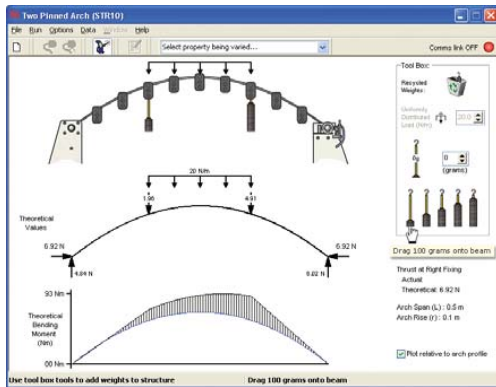 Two Pinned Arch (STR10)
File Run Options Data Window Help
Select property being varied...
Comms link OFF
Tool Box:
Recycled
Weights:
Uniformly
Distributed
Load (N/m)
20.0
0g
0
(grams)
Drag 100 grams onto beam
20 N/m
1.96
4.91
Theoretical
Values
6.92 N
6.92 N
4.84 N
Thrust at Right Fixing
Actual:
Theoretical: 6.92 N
Arch Span (L) : 0.5 m
Arch Rise (r) : 0.1 m
Theoretical
Bending
Moment
(Nm)
00 Nm
Plot relative to arch profile
Use tool box tools to add weights to structure
Drag 100 grams onto beam